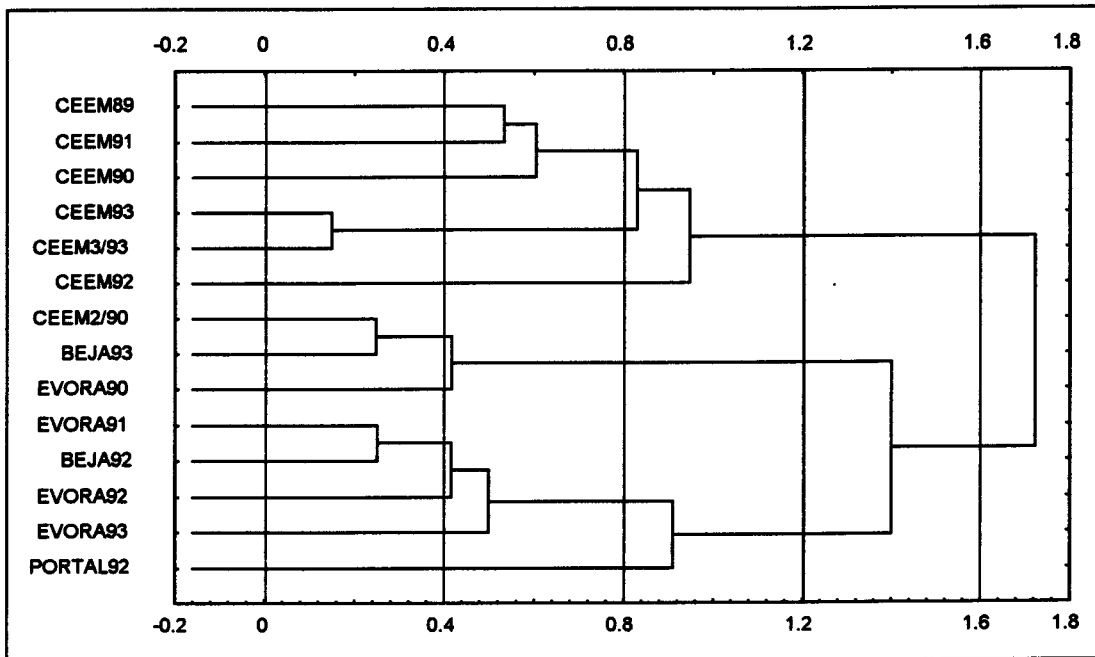 -0.2 0 0.4 0.8 1.2 1.6 1.8
CEEM89
CEEM91
CEEM90
CEEM93
CEEM3/93
CEEM92
CEEM2/90
BEJA93
EVORA90
EVORA91
BEJA92
EVORA92
EVORA93
PORTAL92
-0.2 0 0.4 0.8 1.2 1.6 1.8